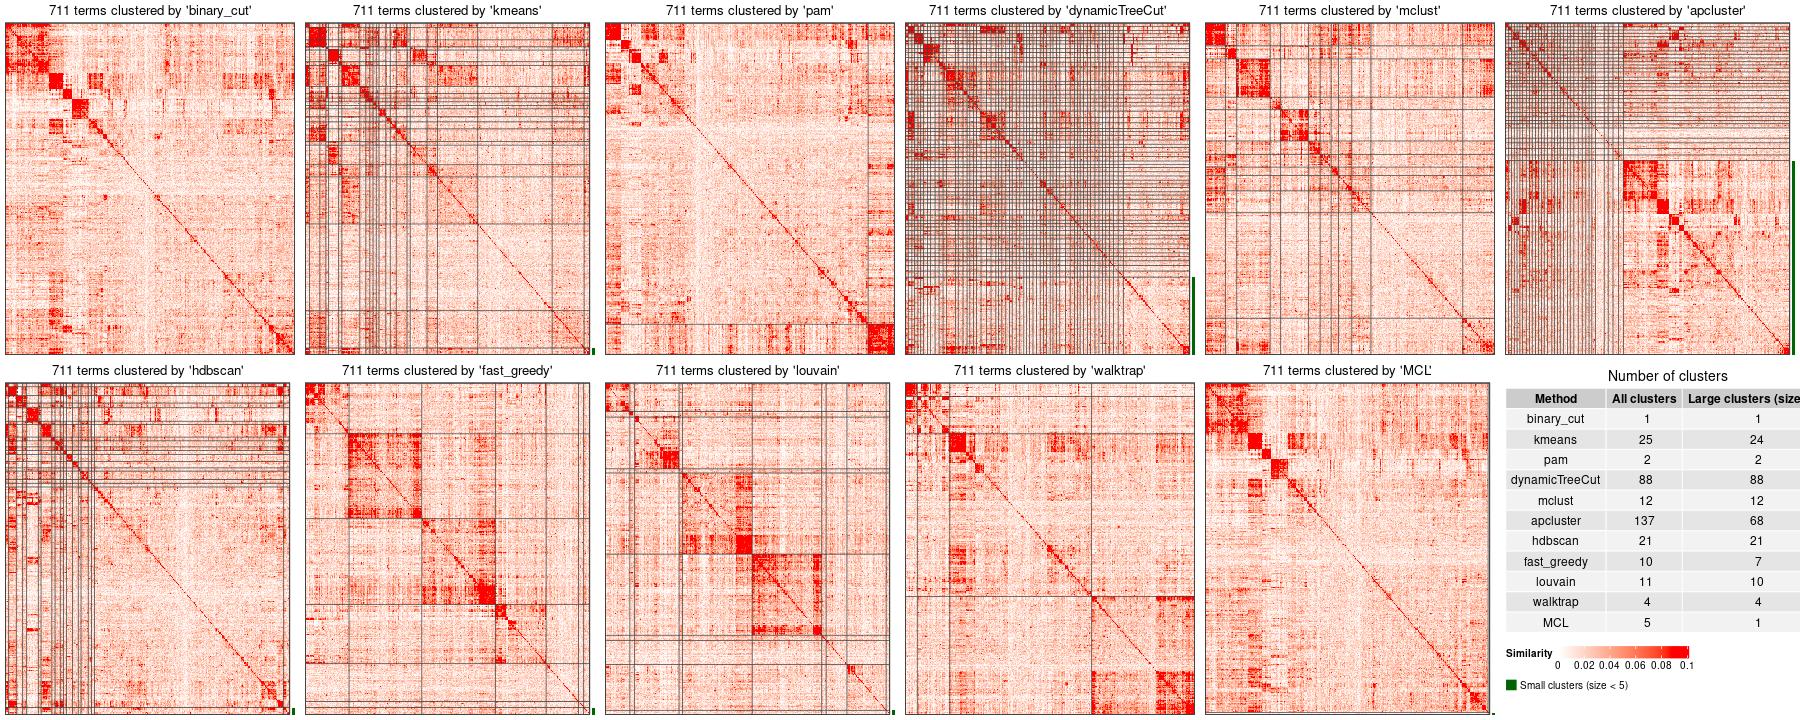 711 terms clustered by 'binary_cut'
711 terms clustered by 'kmeans'
711 terms clustered by 'pam'
711 terms clustered by 'dynamicTreeCut'
711 terms clustered by 'mclust'
711 terms clustered by 'apcluster'
711 terms clustered by 'hdbscan'
711 terms clustered by 'fast_greedy'
711 terms clustered by 'louvain'
711 terms clustered by 'walktrap'
711 terms clustered by 'MCL'
Number of clusters
Method All clusters Large clusters (size
binary_cut 1 1
kmeans 25 24
pam 2 2
dynamicTreeCut 88 88
mclust 12 12
apcluster 137 68
hdbscan 21 21
fast_greedy 10 7
louvain 11 10
walktrap 4 4
MCL 5 1
Similarity
0 0.02 0.04 0.06 0.08 0.1
Small clusters (size < 5)